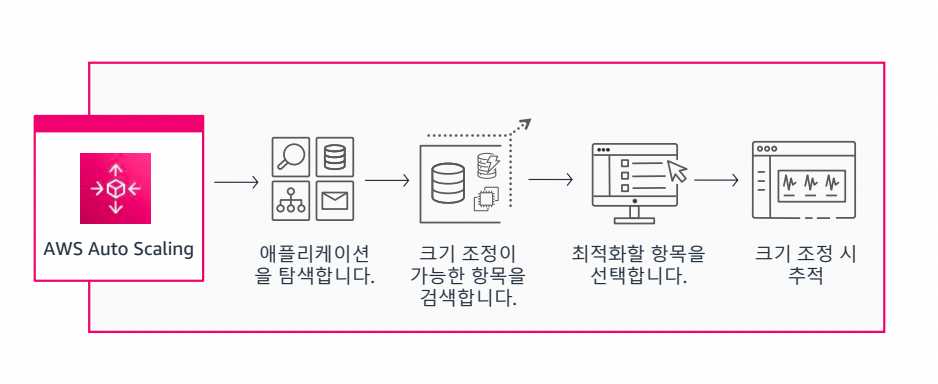 AWS Auto Scaling
애플리케이션
을 탐색합니다.
크기 조정이
가능한 항목을
검색합니다.
최적화할 항목을
선택합니다.
크기 조정 시
추적